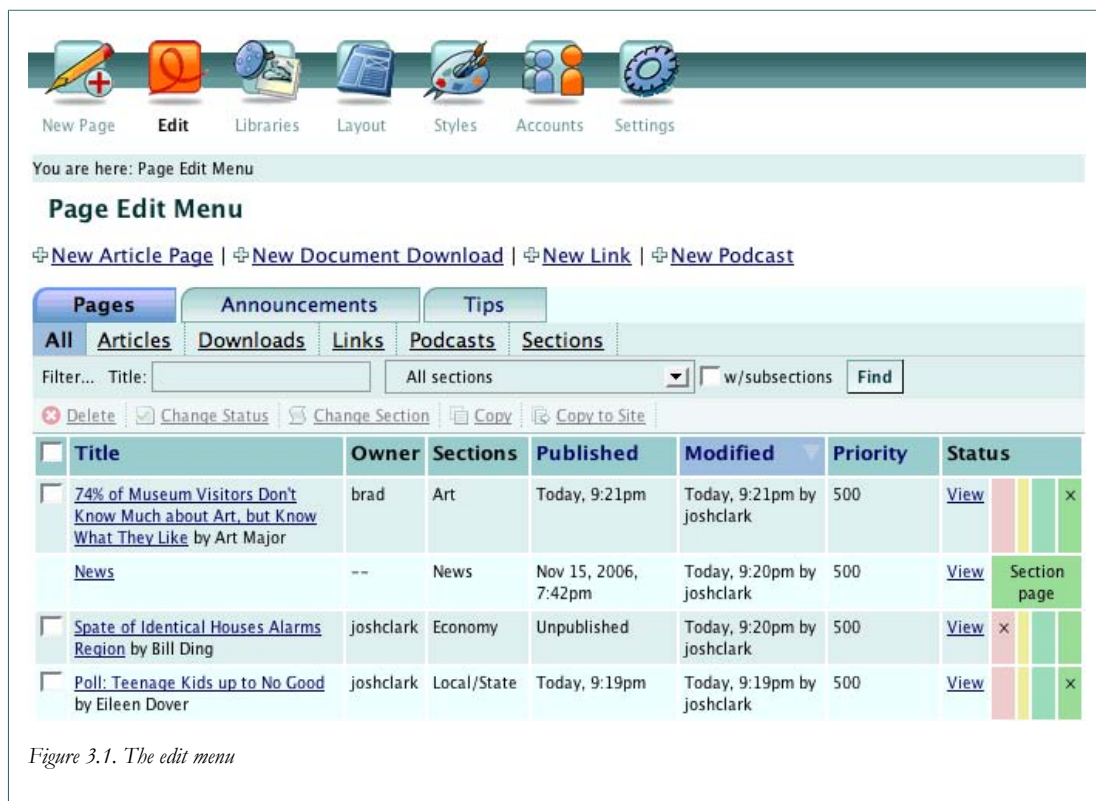 New Page Edit Libraries Layout Styles Accounts Settings
You are here: Page Edit Menu
Page Edit Menu
New Article Page | New Document Download | New Link | New Podcast
Pages Announcements Tips
All Articles Downloads Links Podcasts Sections
Filter... Title: All sections w/subsections Find
Delete Change Status Change Section Copy Copy to Site
Title Owner Sections Published Modified Priority Status
74% of Museum Visitors Don't brad Art Today, 9:21pm Today, 9:21pm by 500 View x
Know Much about Art, but Know joshclark
What They Like by Art Major
News -- News Nov 15, 2006, Today, 9:20pm by 500 View Section
7:42pm joshclark page
Spate of Identical Houses Alarms joshclark Economy Unpublished Today, 9:20pm by 500 View x
Region by Bill Ding joshclark
Poll: Teenage Kids up to No Good joshclark Local/State Today, 9:19pm Today, 9:19pm by 500 View x
by Eileen Dover joshclark
Figure 3.1. The edit menu